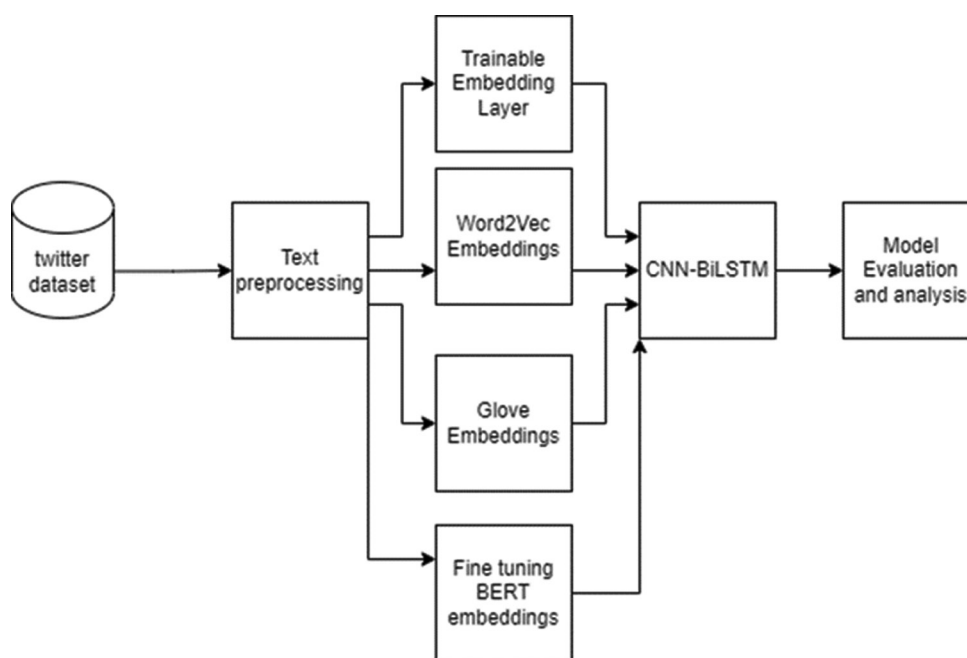 twitter
dataset
Text
preprocessing
Trainable
Embedding
Layer
Word2Vec
Embeddings
Glove
Embeddings
Fine tuning
BERT
embeddings
CNN-BiLSTM
Model
Evaluation
and analysis